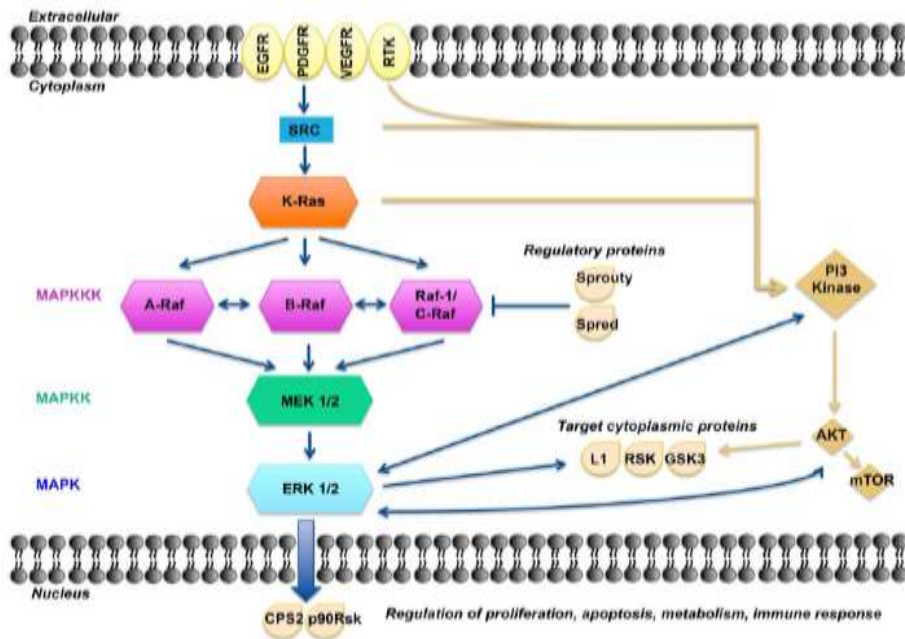 Extracellular
EGFR
PDGFR
VEGFR
RTK
Cytoplasm
SRC
K-Ras
Regulatory proteins
Sprouty
Spred
PI3
Kinase
MAPKKK
A-Raf
B-Raf
Raf-1/
C-Raf
MAPKK
MEK 1/2
Target cytoplasmic proteins
L1
RSK
GSK3
AKT
mTOR
MAPK
ERK 1/2
Nucleus
CPS2
p90Rsk
Regulation of proliferation, apoptosis, metabolism, immune response